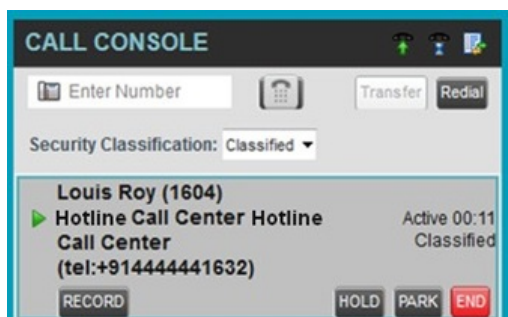 CALL CONSOLE
Enter Number Transfer Redial
Security Classification: Classified
Louis Roy (1604)
Hotline Call Center Hotline Active 00:11
Call Center Classified
(tel:+914444441632)
RECORD HOLD PARK END